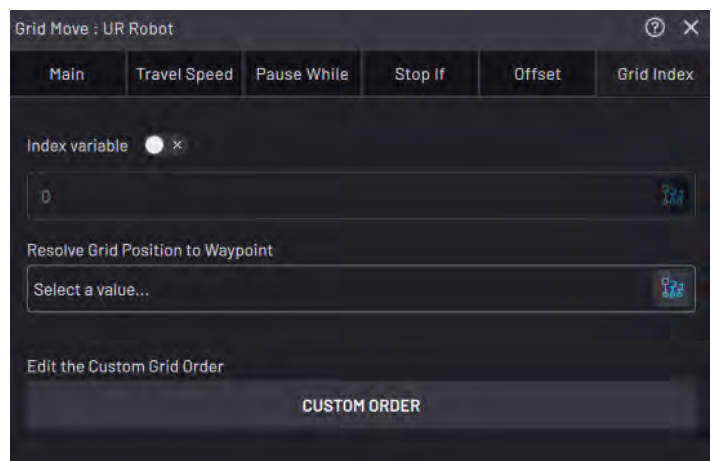 Grid Move : UR Robot
Main Travel Speed Pause While Stop If Offset Grid Index
Index variable
0
Resolve Grid Position to Waypoint
Select a value...
Edit the Custom Grid Order
CUSTOM ORDER